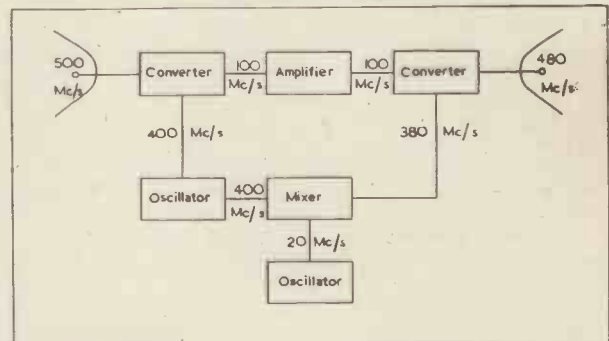 500
Mc/s
Converter
100
Mc/s
Amplifier
100
Mc/s
Converter
480
Mc/s
400 Mc/s
380 Mc/s
Oscillator
400
Mc/s
Mixer
20 Mc/s
Oscillator